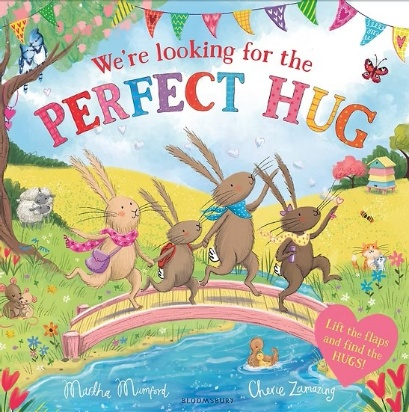 We're looking for the
PERFECT HUG
Lift the flaps
and find the
HUGS!
Martha Mumford
Cherie Zamazing
BLOOMSBURY